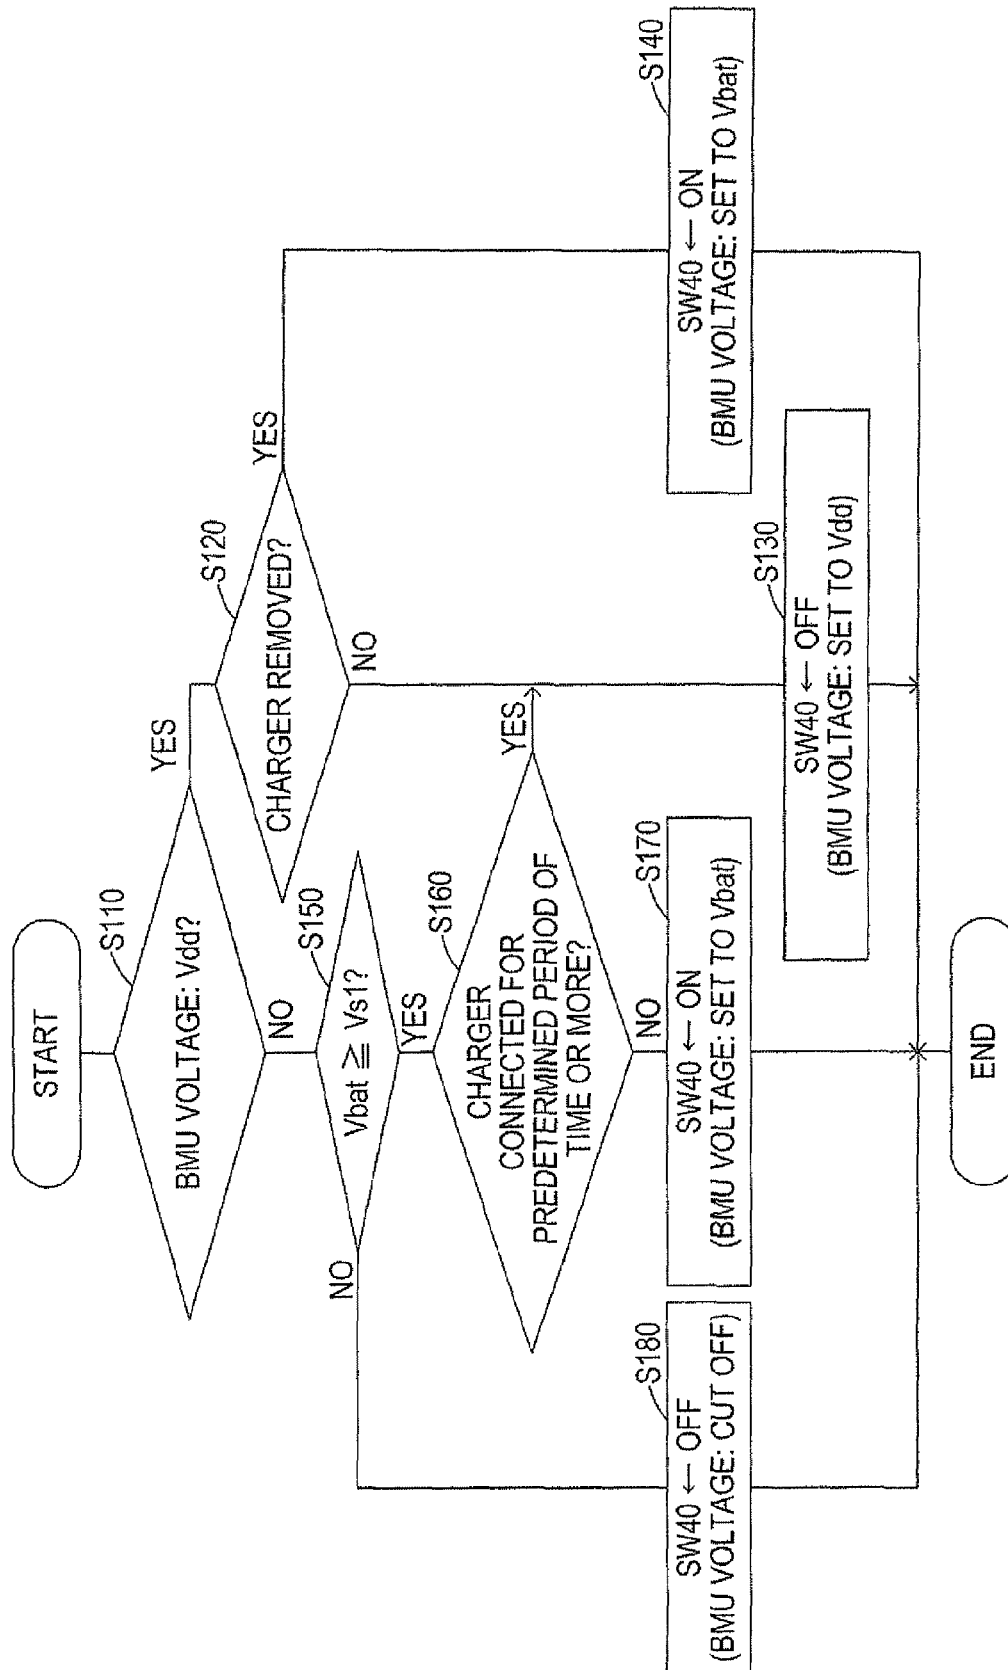 START
S110
BMU VOLTAGE: Vdd?
YES
NO
S120
CHARGER REMOVED?
YES
NO
S150
Vbat ≧ Vs1?
NO
YES
S160
CHARGER
CONNECTED FOR
PREDETERMINED PERIOD OF
TIME OR MORE?
YES
NO
S180
SW40 ← OFF
(BMU VOLTAGE: CUT OFF)
S170
SW40 ← ON
(BMU VOLTAGE: SET TO Vbat)
S130
SW40 ← OFF
(BMU VOLTAGE: SET TO Vdd)
S140
SW40 ← ON
(BMU VOLTAGE: SET TO Vbat)
END